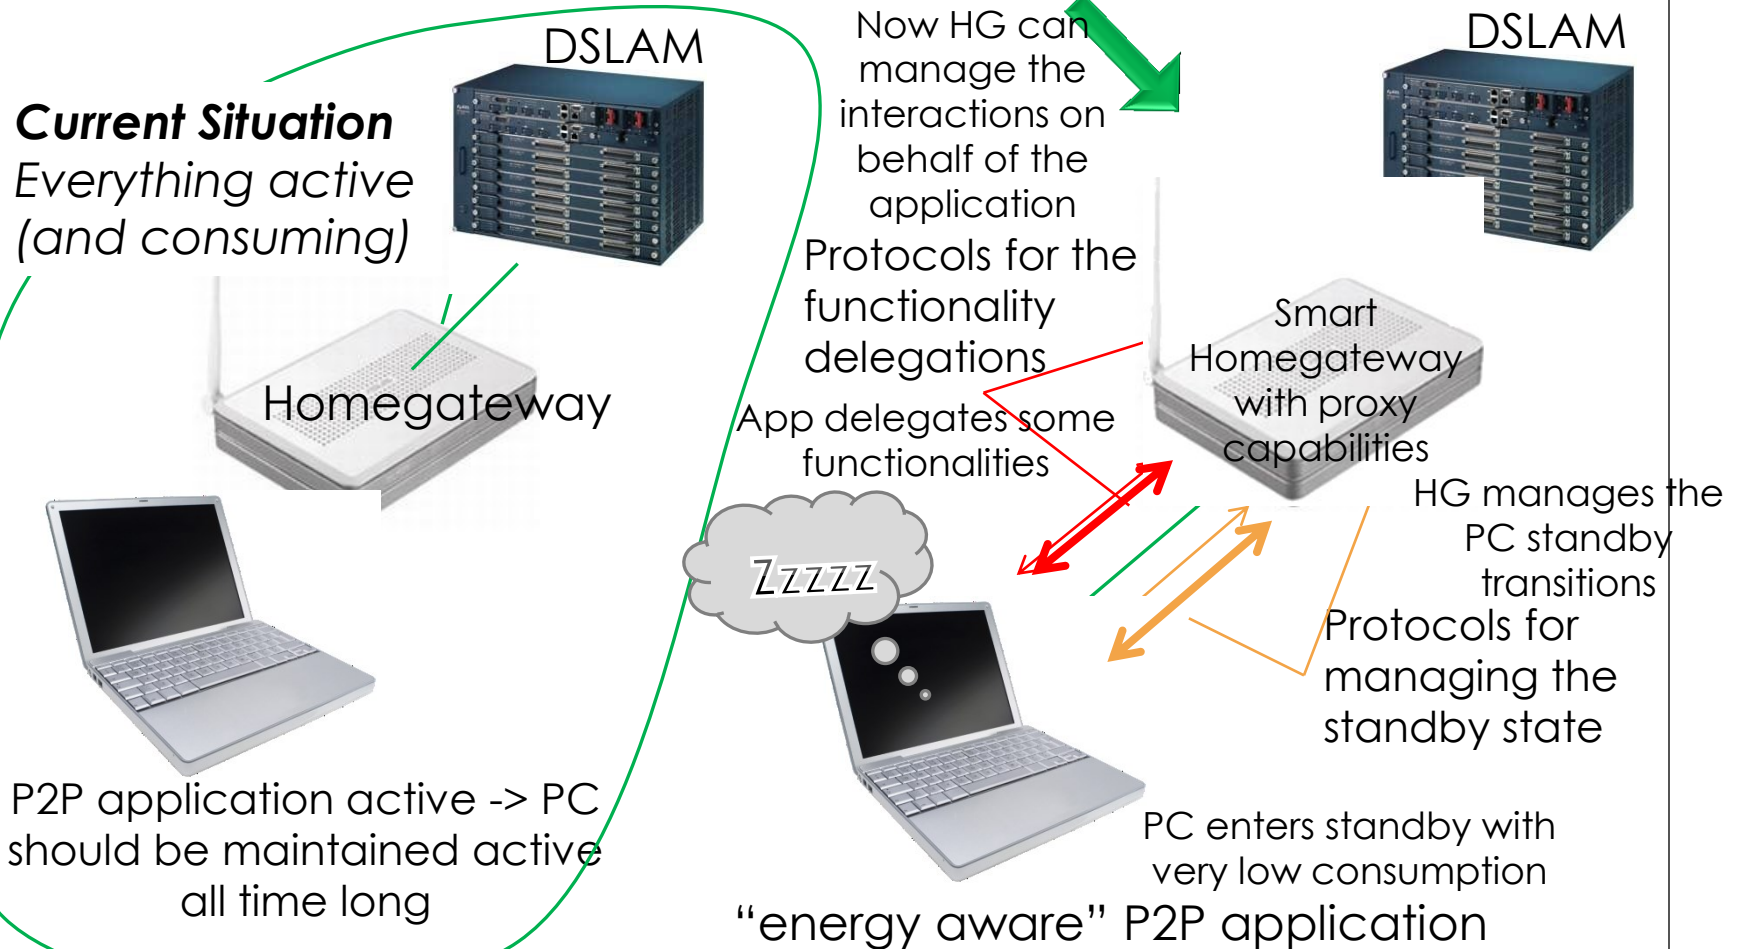 DSLAM
Current Situation
Everything active
(and consuming)
Homegateway
P2P application active -> PC
should be maintained active
all time long
Now HG can
manage the
interactions on
behalf of the
application
Protocols for the
functionality
delegations
App delegates some
functionalities
Zzzzz
DSLAM
Smart
Homegateway
with proxy
capabilities
HG manages the
PC standby
transitions
Protocols for
managing the
standby state
PC enters standby with
very low consumption
“energy aware” P2P application